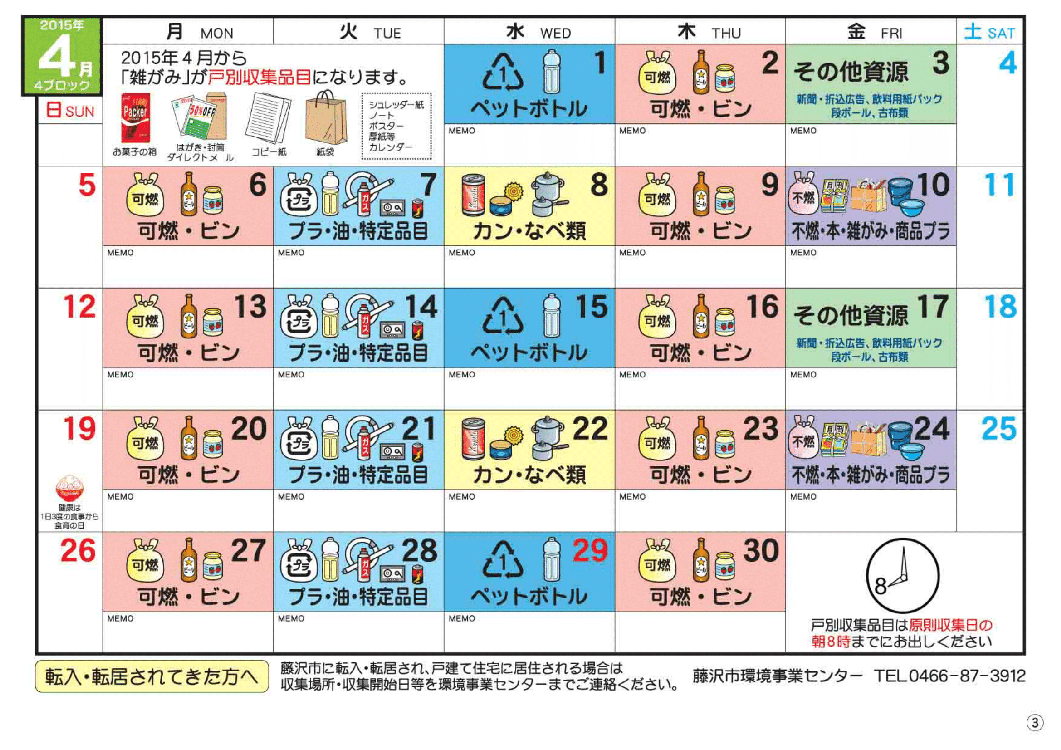 2015年
4月
4ブロック
日 SUN
月 MON
火 TUE
水 WED
木 THU
金 FRI
土 SAT
2015年4月から
「雑がみ」が戸別収集品目になります。
お菓子の箱
はがき・封筒
ダイレクトメール
コピー紙
紙袋
シュレッダー紙
ノート
ポスター
厚紙等
カレンダー
1
ペットボトル
MEMO
可燃
2
可燃・ビン
MEMO
その他資源 3
新聞・折込広告、飲料用紙パック
段ボール、古布類
MEMO
4
5
可燃
6
可燃・ビン
MEMO
プラ
ガス
7
プラ・油・特定品目
MEMO
8
カン・なべ類
MEMO
可燃
9
可燃・ビン
MEMO
不燃
10
不燃・本・雑がみ・商品プラ
MEMO
11
12
可燃
13
可燃・ビン
MEMO
プラ
ガス
14
プラ・油・特定品目
MEMO
1
15
ペットボトル
MEMO
可燃
16
可燃・ビン
MEMO
その他資源 17
新聞・折込広告、飲料用紙パック
段ボール、古布類
MEMO
18
19
健康は
1日3食の食事から
食育の日
可燃
20
可燃・ビン
MEMO
プラ
ガス
21
プラ・油・特定品目
MEMO
22
カン・なべ類
MEMO
可燃
23
可燃・ビン
MEMO
不燃
24
不燃・本・雑がみ・商品プラ
MEMO
25
26
可燃
27
可燃・ビン
MEMO
プラ
ガス
28
プラ・油・特定品目
MEMO
1
29
ペットボトル
MEMO
可燃
30
可燃・ビン
MEMO
8
戸別収集品目は原則収集日の
朝8時までにお出しください
転入・転居されてきた方へ
藤沢市に転入・転居され、戸建て住宅に居住される場合は
収集場所・収集開始日等を環境事業センターまでご連絡ください。
藤沢市環境事業センター TEL.0466-87-3912
③